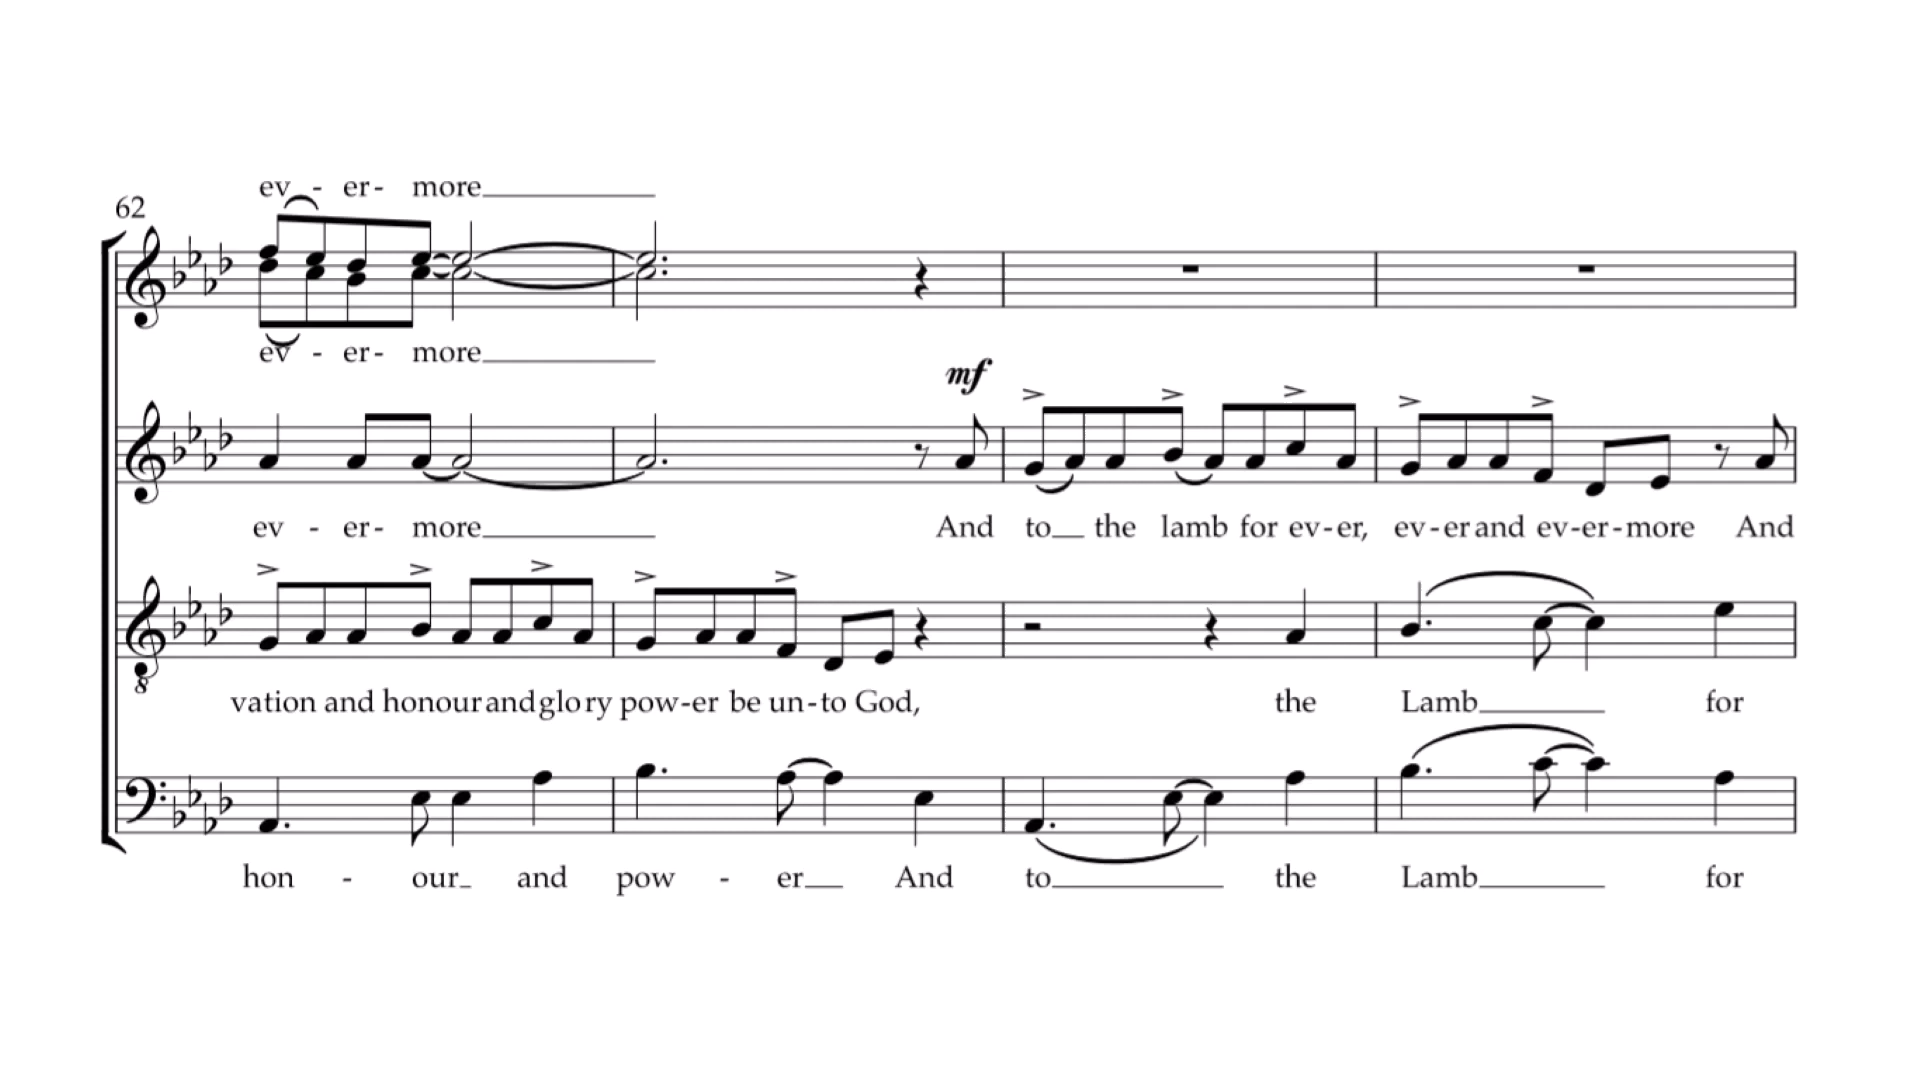 ev - er - more
62
ev - er - more
mf
ev - er - more And to the lamb for ev-er, ev-er and ev-er-more And
8
vation and honour and glory pow-er be un-to God, the Lamb for
hon - our and pow - er And to the Lamb for